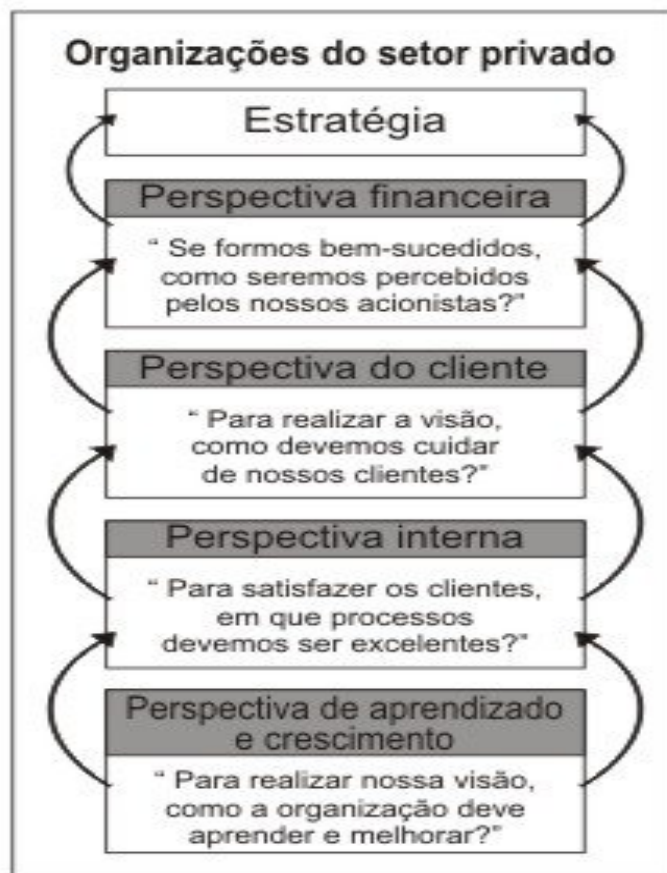 Organizações do setor privado
Estratégia
Perspectiva financeira
“ Se formos bem-sucedidos,
como seremos percebidos
pelos nossos acionistas?”
Perspectiva do cliente
“ Para realizar a visão,
como devemos cuidar
de nossos clientes?”
Perspectiva interna
“ Para satisfazer os clientes,
em que processos
devemos ser excelentes?”
Perspectiva de aprendizado
e crescimento
“ Para realizar nossa visão,
como a organização deve
aprender e melhorar?”